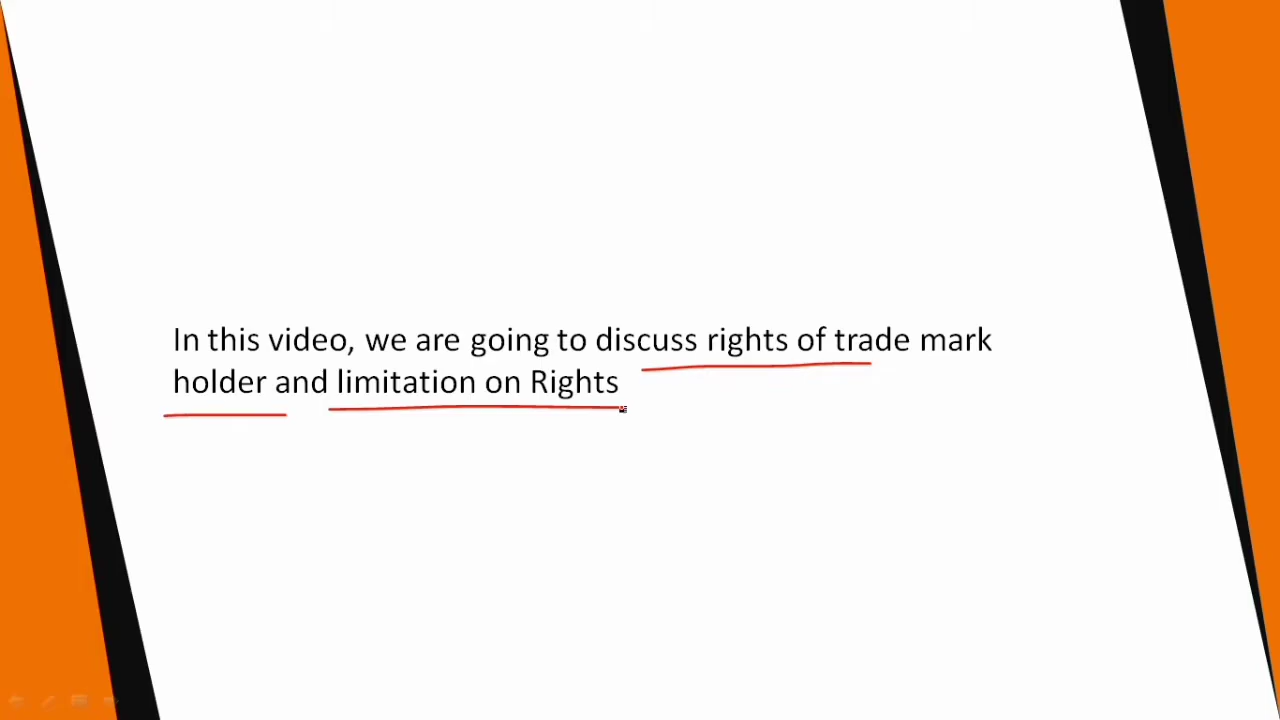 In this video, we are going to discuss rights of trade mark
holder and limitation on Rights